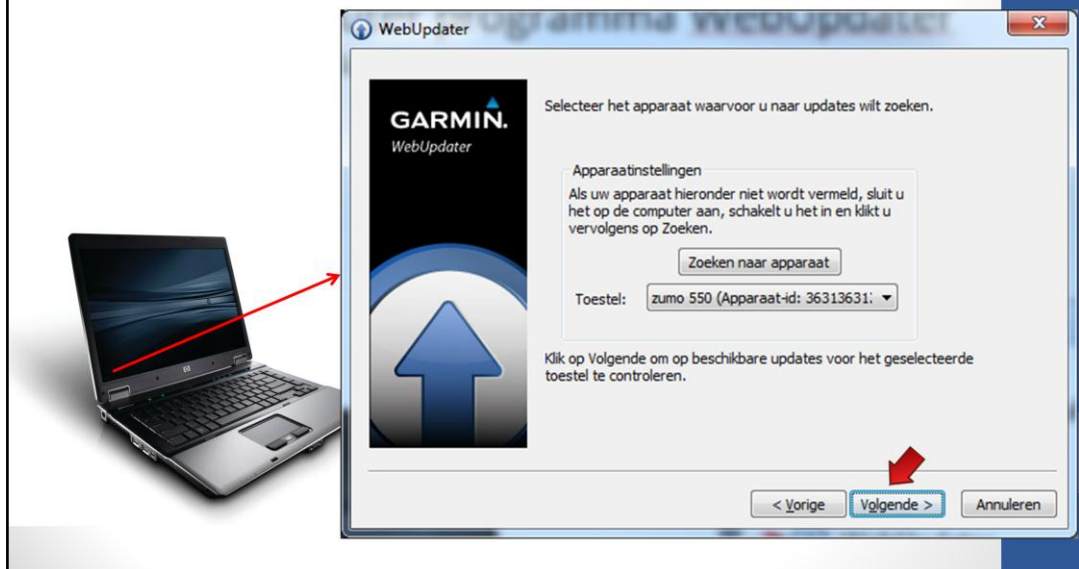 WebUpdater
GARMIN.
WebUpdater
Selecteer het apparaat waarvoor u naar updates wilt zoeken.
Apparaatinstellingen
Als uw apparaat hieronder niet wordt vermeld, sluit u
het op de computer aan, schakelt u het in en klikt u
vervolgens op Zoeken.
Zoeken naar apparaat
Toestel: zumo 550 (Apparaat-id: 36313631
Klik op Volgende om op beschikbare updates voor het geselecteerde
toestel te controleren.
< Vorige Volgende > Annuleren